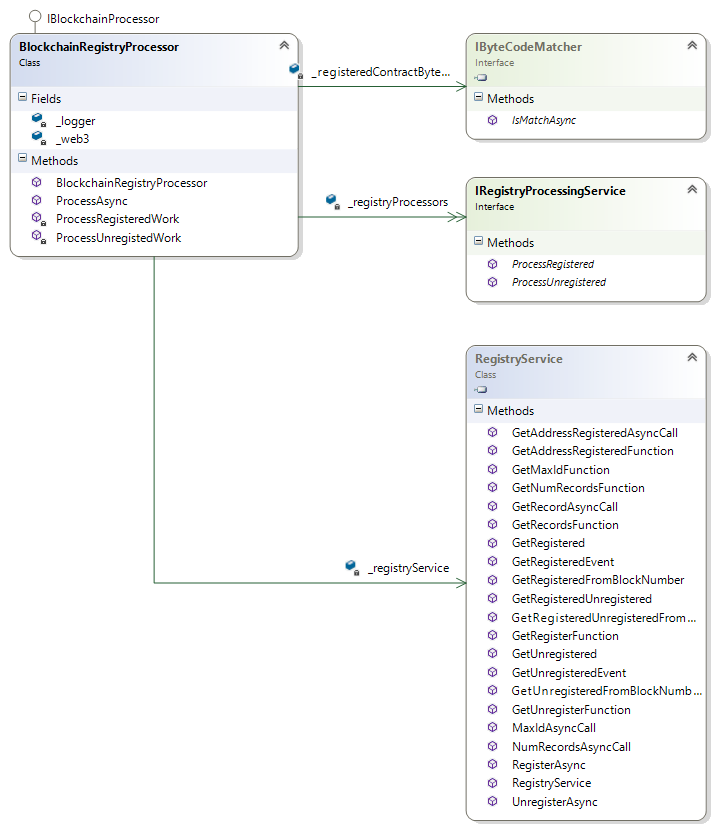 IBlockchainProcessor
BlockchainRegistryProcessor
Class
Fields
_logger
_web3
Methods
BlockchainRegistryProcessor
ProcessAsync
ProcessRegisteredWork
ProcessUnregistedWork
_registeredContractByte...
IByteCodeMatcher
Interface
Methods
IsMatchAsync
_registryProcessors
IRegistryProcessingService
Interface
Methods
ProcessRegistered
ProcessUnregistered
_registryService
RegistryService
Class
Methods
GetAddressRegisteredAsyncCall
GetAddressRegisteredFunction
GetMaxIdFunction
GetNumRecordsFunction
GetRecordAsyncCall
GetRecordsFunction
GetRegistered
GetRegisteredEvent
GetRegisteredFromBlockNumber
GetRegisteredUnregistered
GetRegisteredUnregisteredFrom...
GetRegisterFunction
GetUnregistered
GetUnregisteredEvent
GetUnregisteredFromBlockNumb...
GetUnregisterFunction
MaxIdAsyncCall
NumRecordsAsyncCall
RegisterAsync
RegistryService
UnregisterAsync